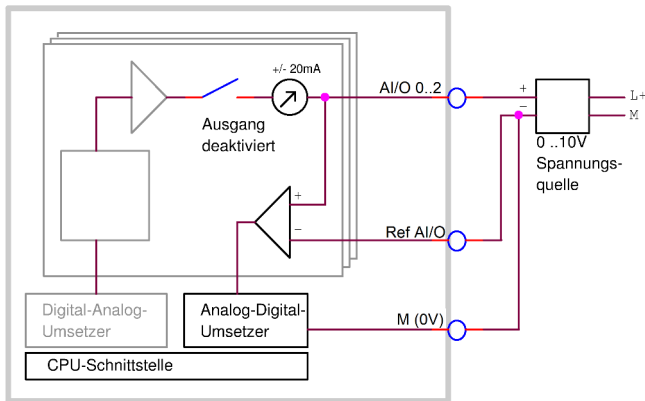 +/- 20mA
AI/O 0..2
+
L+
−
M
Ausgang
deaktiviert
0 ..10V
Spannungs-
quelle
+
−
Ref AI/O
Digital-Analog-
Umsetzer
Analog-Digital-
Umsetzer
M (0V)
CPU-Schnittstelle